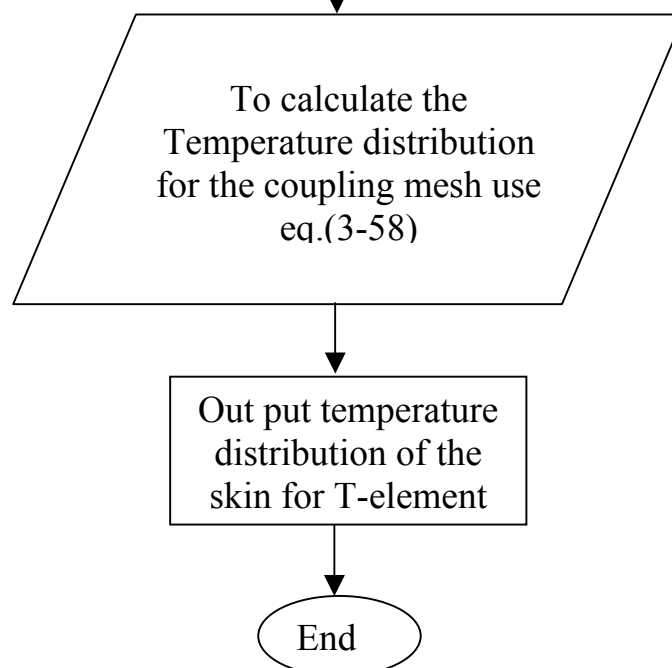 To calculate the
Temperature distribution
for the coupling mesh use
eq.(3-58)
Out put temperature
distribution of the
skin for T-element
End